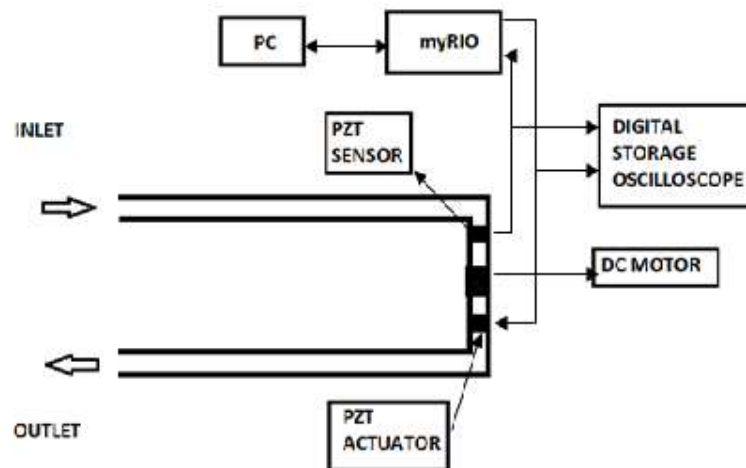 PC
myRIO
INLET
PZT
SENSOR
DIGITAL
STORAGE
OSCILLOSCOPE
DC MOTOR
OUTLET
PZT
ACTUATOR